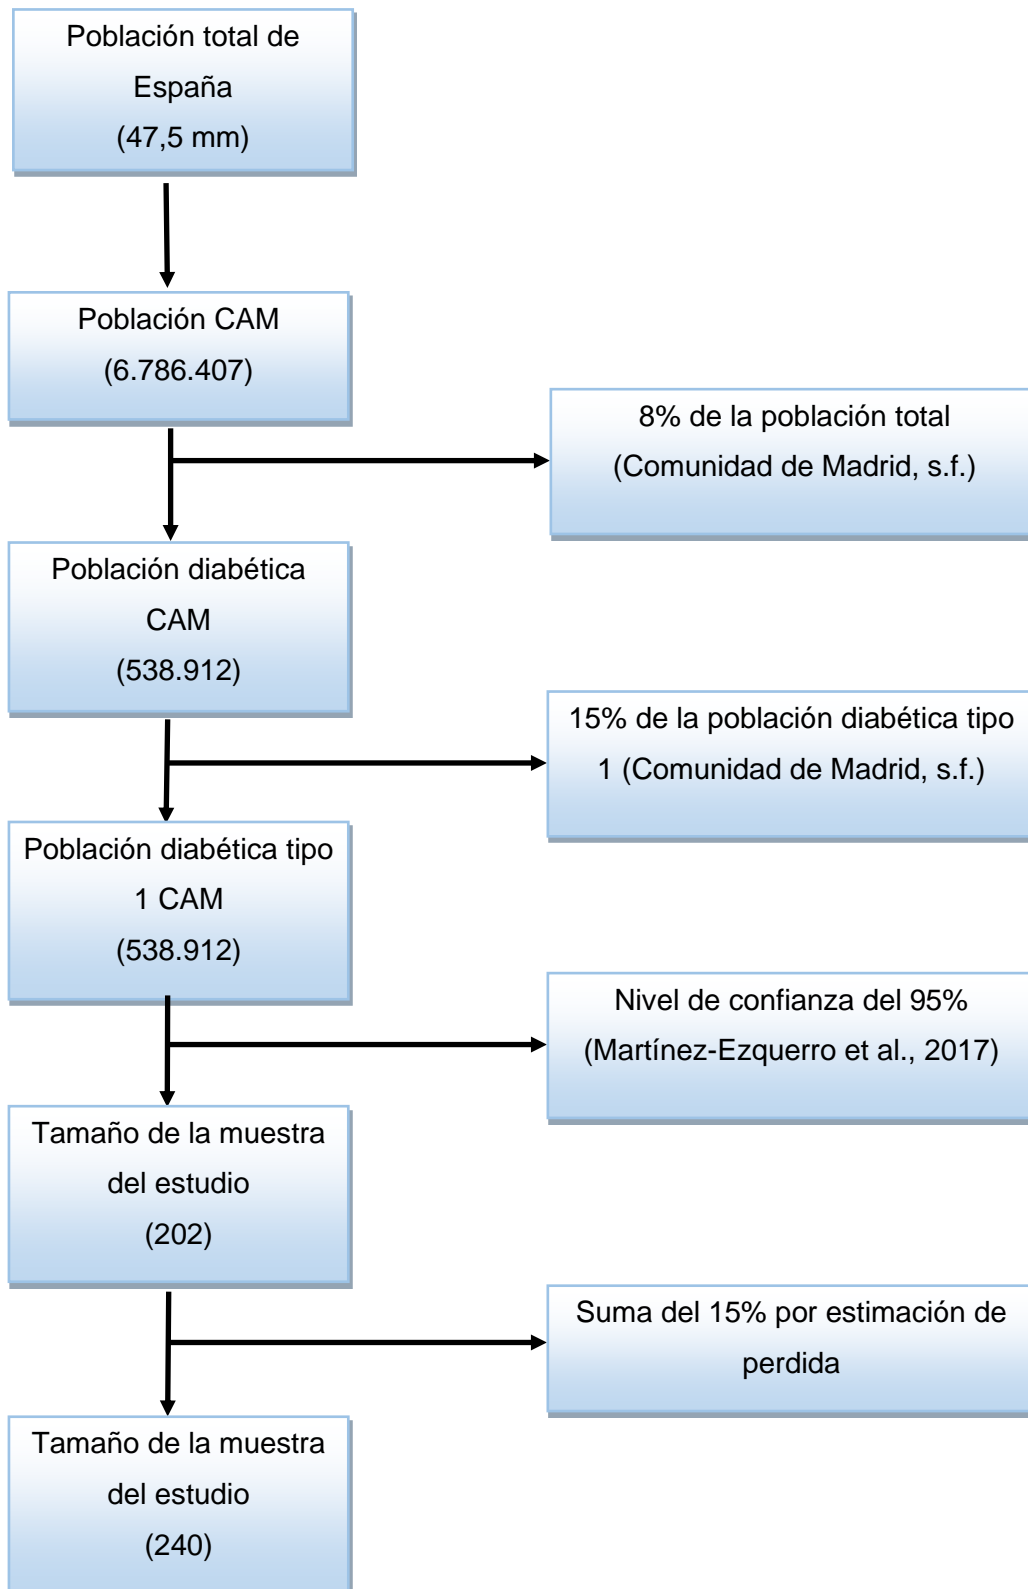 Población total de
España
(47,5 mm)
Población CAM
(6.786.407)
8% de la población total
(Comunidad de Madrid, s.f.)
Población diabética
CAM
(538.912)
15% de la población diabética tipo
1 (Comunidad de Madrid, s.f.)
Población diabética tipo
1 CAM
(538.912)
Nivel de confianza del 95%
(Martínez-Ezquerro et al., 2017)
Tamaño de la muestra
del estudio
(202)
Suma del 15% por estimación de
perdida
Tamaño de la muestra
del estudio
(240)